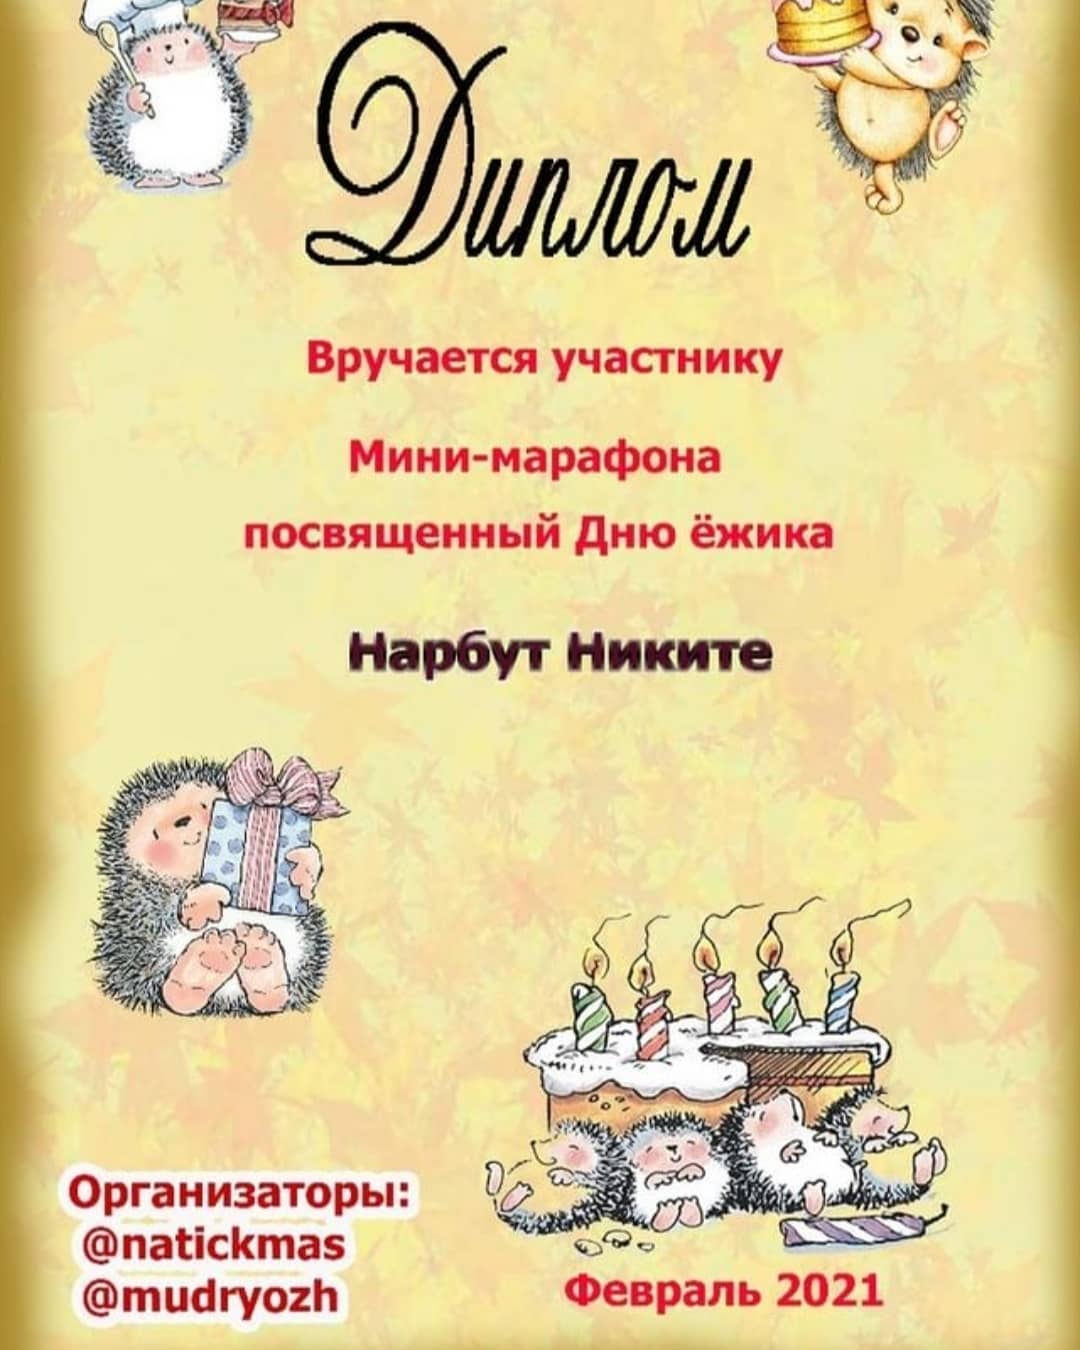 Диплом
Вручается участнику
Мини-марафона
посвященный Дню ёжика
Нарбут Никите
Организаторы:
@natickmas
@mudryozh
Февраль 2021